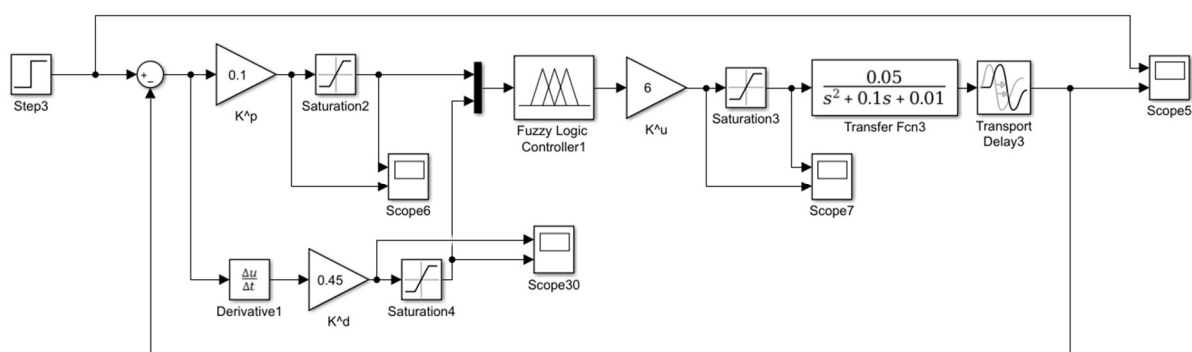 Step3
+
−
0.1
K^p
Saturation2
Fuzzy Logic
Controller1
6
K^u
Saturation3
0.05
s² + 0.1s + 0.01
Transfer Fcn3
Transport
Delay3
Scope5
Scope6
Scope7
Δu
Δt
Derivative1
0.45
K^d
Saturation4
Scope30